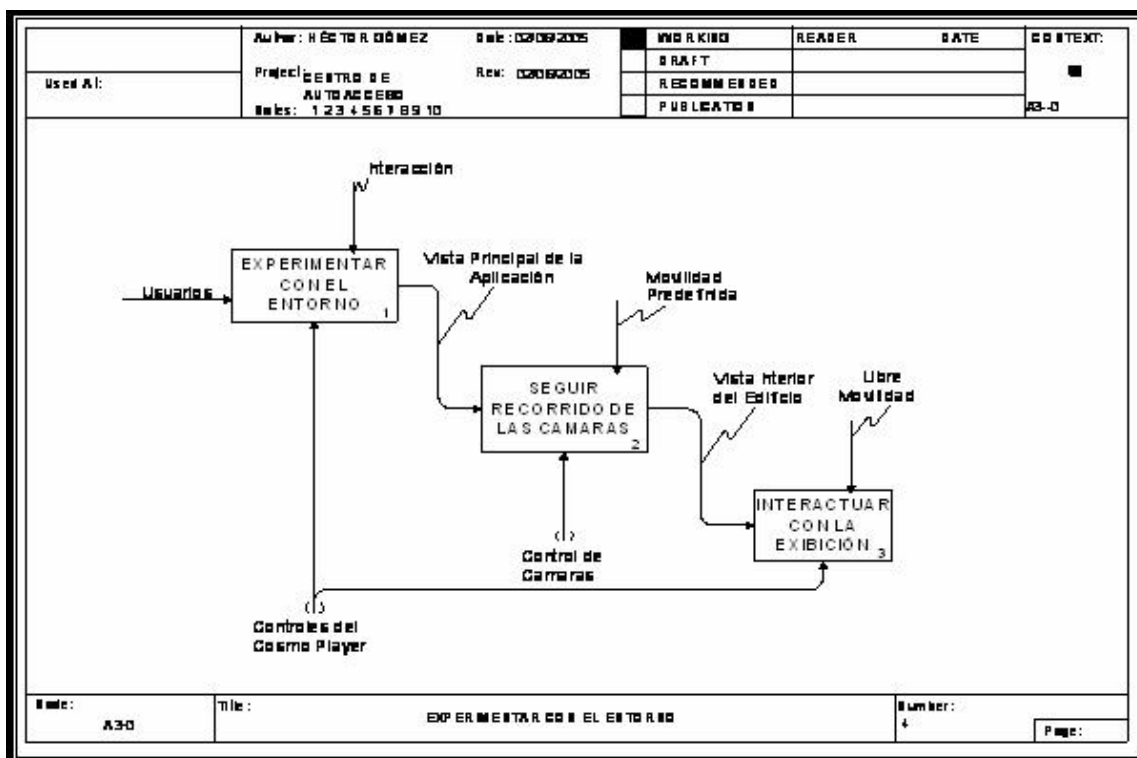 Used At:
Author: HÉCTOR GÓMEZ
Date: 02/06/2005
Project: CENTRO DE
AUTOACCESO
Rev: 02/06/2005
Notes: 1 2 3 4 5 6 7 8 9 10
WORKING
DRAFT
RECOMMENDED
PUBLICATION
READER
DATE
CONTEXT:
A3-0
Interacción
EXPERIMENTAR
CON EL
ENTORNO
1
Usuarios
Vista Principal de la
Aplicación
Movilidad
Predefinida
SEGUIR
RECORRIDO DE
LAS CAMARAS
2
Vista Interior
del Edificio
Libre
Movilidad
INTERACTUAR
CON LA
EXIBICIÓN
3
Control de
Camaras
Controles del
Cosmo Player
Node:
A3-0
Title:
EXPERIMENTAR CON EL ENTORNO
Number:
4
Page: